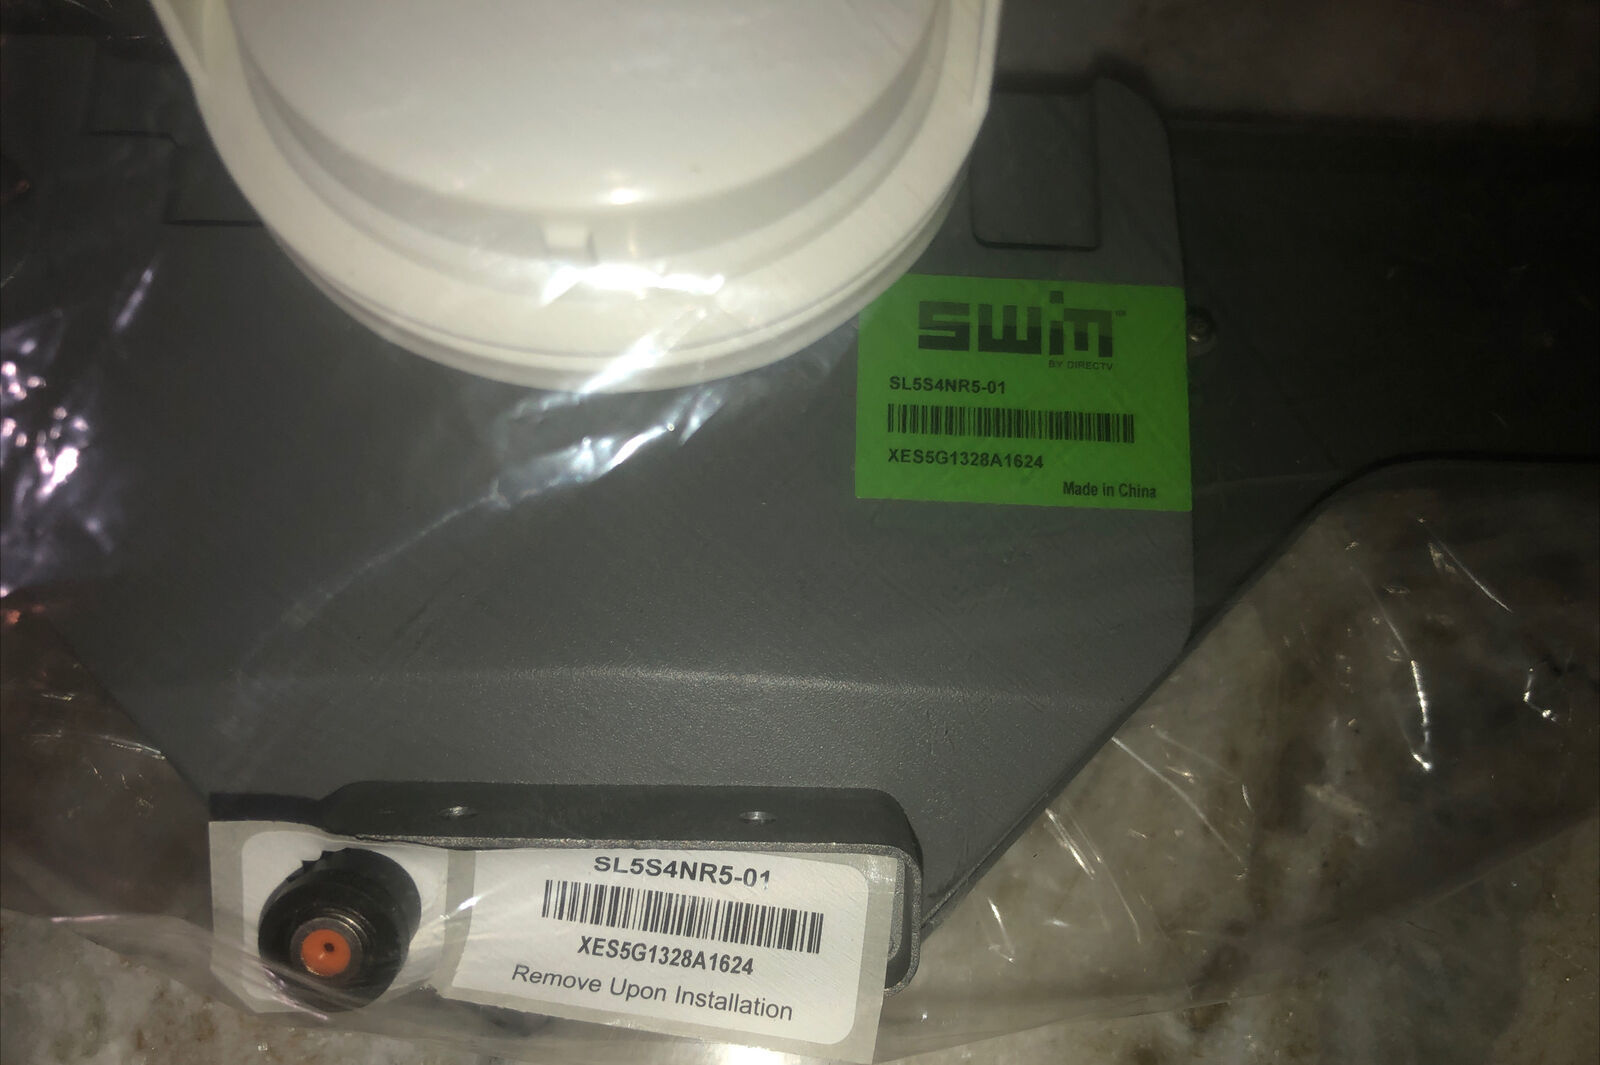 swim
BY DIRECTV
SL5S4NR5-01
XES5G1328A1624
Made in China
SL5S4NR5-01
XES5G1328A1624
Remove Upon Installation